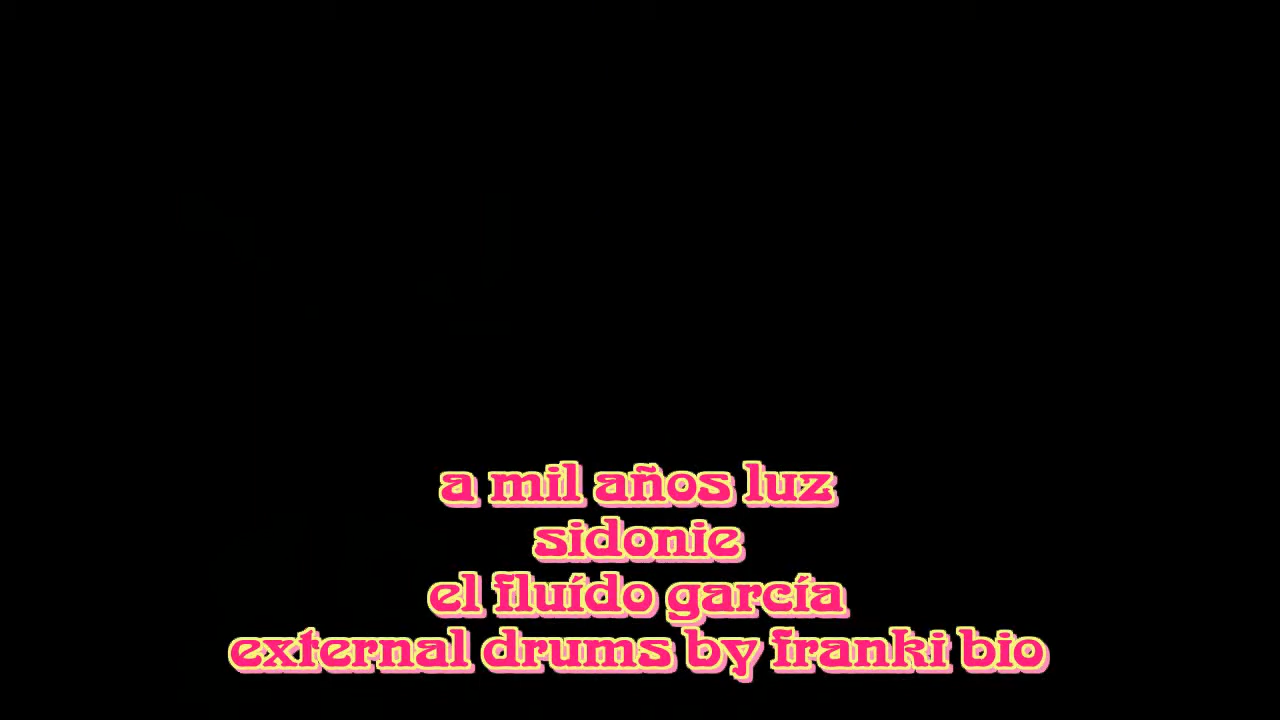 a mil años luz
sidonie
el fluído garcía
external drums by franki bio